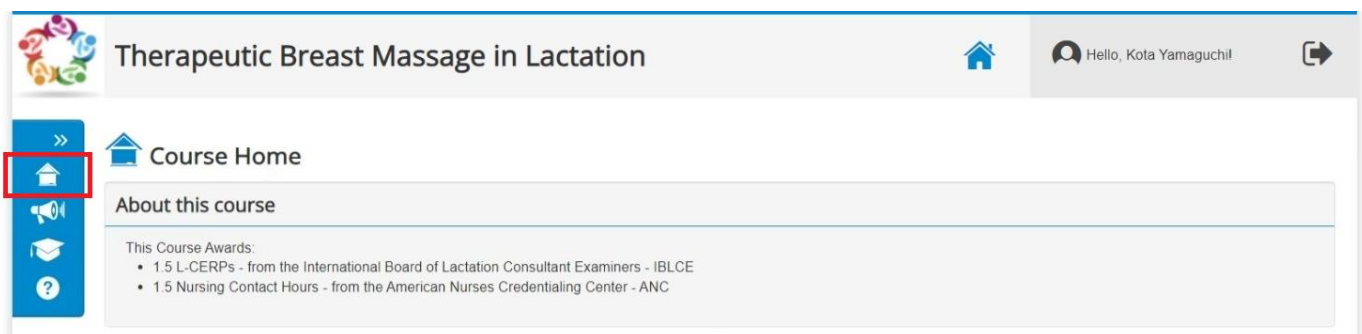 Therapeutic Breast Massage in Lactation
Hello, Kota Yamaguchi!
Course Home
About this course
This Course Awards:
• 1.5 L-CERPs - from the International Board of Lactation Consultant Examiners - IBLCE
• 1.5 Nursing Contact Hours - from the American Nurses Credentialing Center - ANC